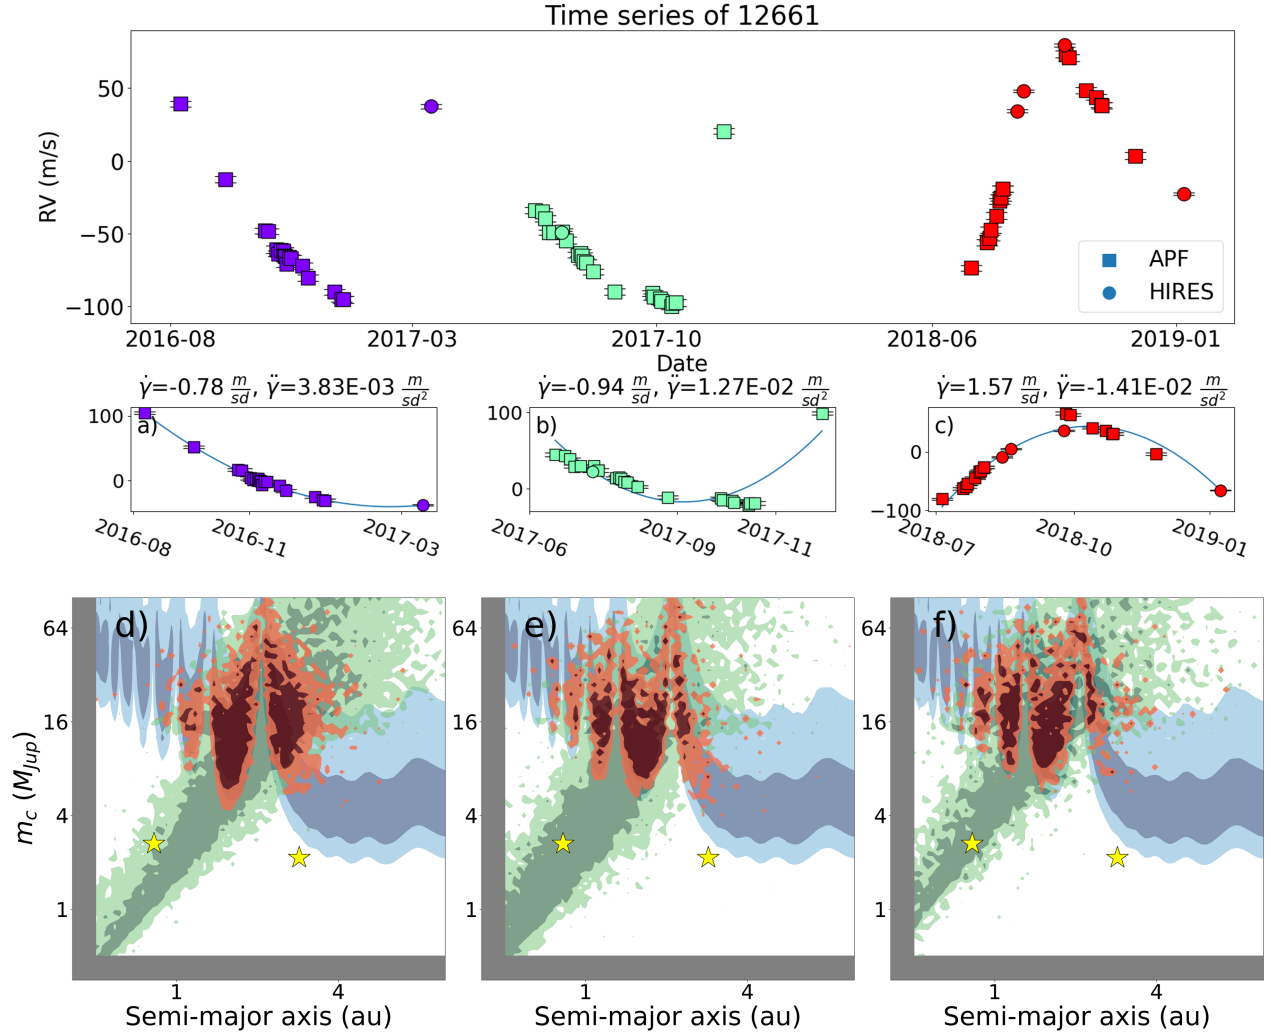 Time series of 12661
RV (m/s)
50
0
−50
−100
APF
HIRES
2016-08 2017-03 2017-10 2018-06 2019-01
Date
γ̇=-0.78 m/sd, γ̈=3.83E-03 m/sd²
γ̇=-0.94 m/sd, γ̈=1.27E-02 m/sd²
γ̇=1.57 m/sd, γ̈=-1.41E-02 m/sd²
a)
100
0
2016-08 2016-11 2017-03
b)
100
0
2017-06 2017-09 2017-11
c)
0
−100
2018-07 2018-10 2019-01
m_c (M_Jup)
d)
64
16
4
1
1 4
Semi-major axis (au)
e)
64
16
4
1
1 4
Semi-major axis (au)
f)
64
16
4
1
1 4
Semi-major axis (au)